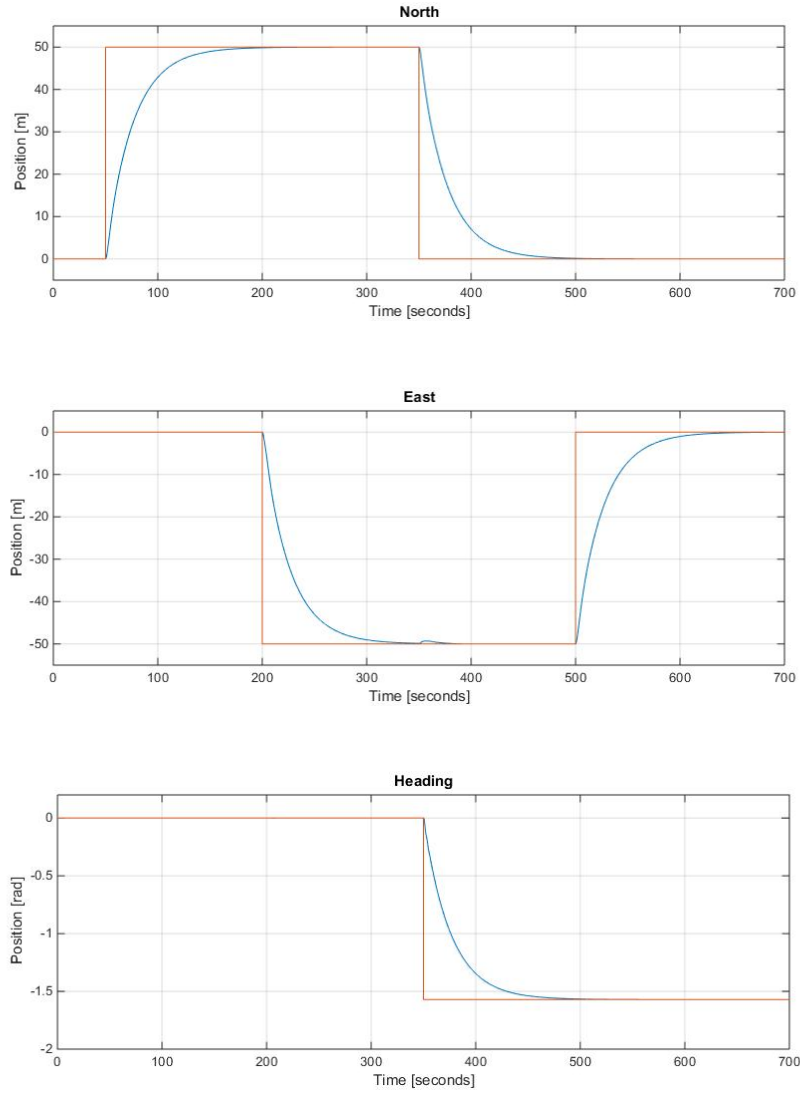 North
50
40
30
20
10
0
Position [m]
0 100 200 300 400 500 600 700
Time [seconds]
East
0
-10
-20
-30
-40
-50
Position [m]
0 100 200 300 400 500 600 700
Time [seconds]
Heading
0
-0.5
-1
-1.5
-2
Position [rad]
0 100 200 300 400 500 600 700
Time [seconds]